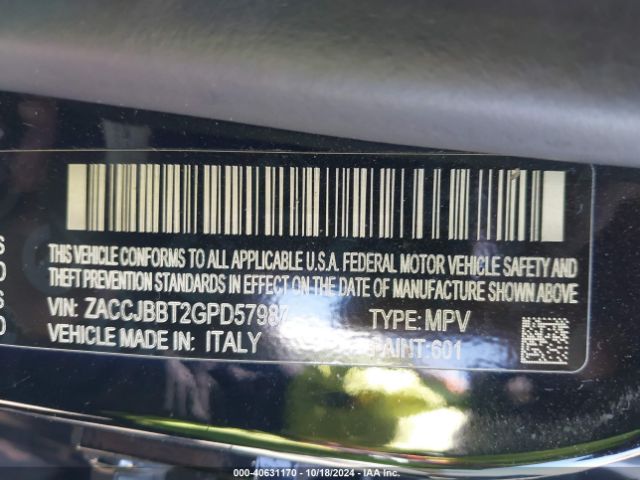 S
THIS VEHICLE CONFORMS TO ALL APPLICABLE U.S.A. FEDERAL MOTOR VEHICLE SAFETY AND
THEFT PREVENTION STANDARDS IN EFFECT ON THE DATE OF MANUFACTURE SHOWN ABOVE.
VIN: TYPE: MPV
VEHICLE MADE IN: ITALY PAINT:601
000-40631170 - 10/18/2024 - IAA Inc.